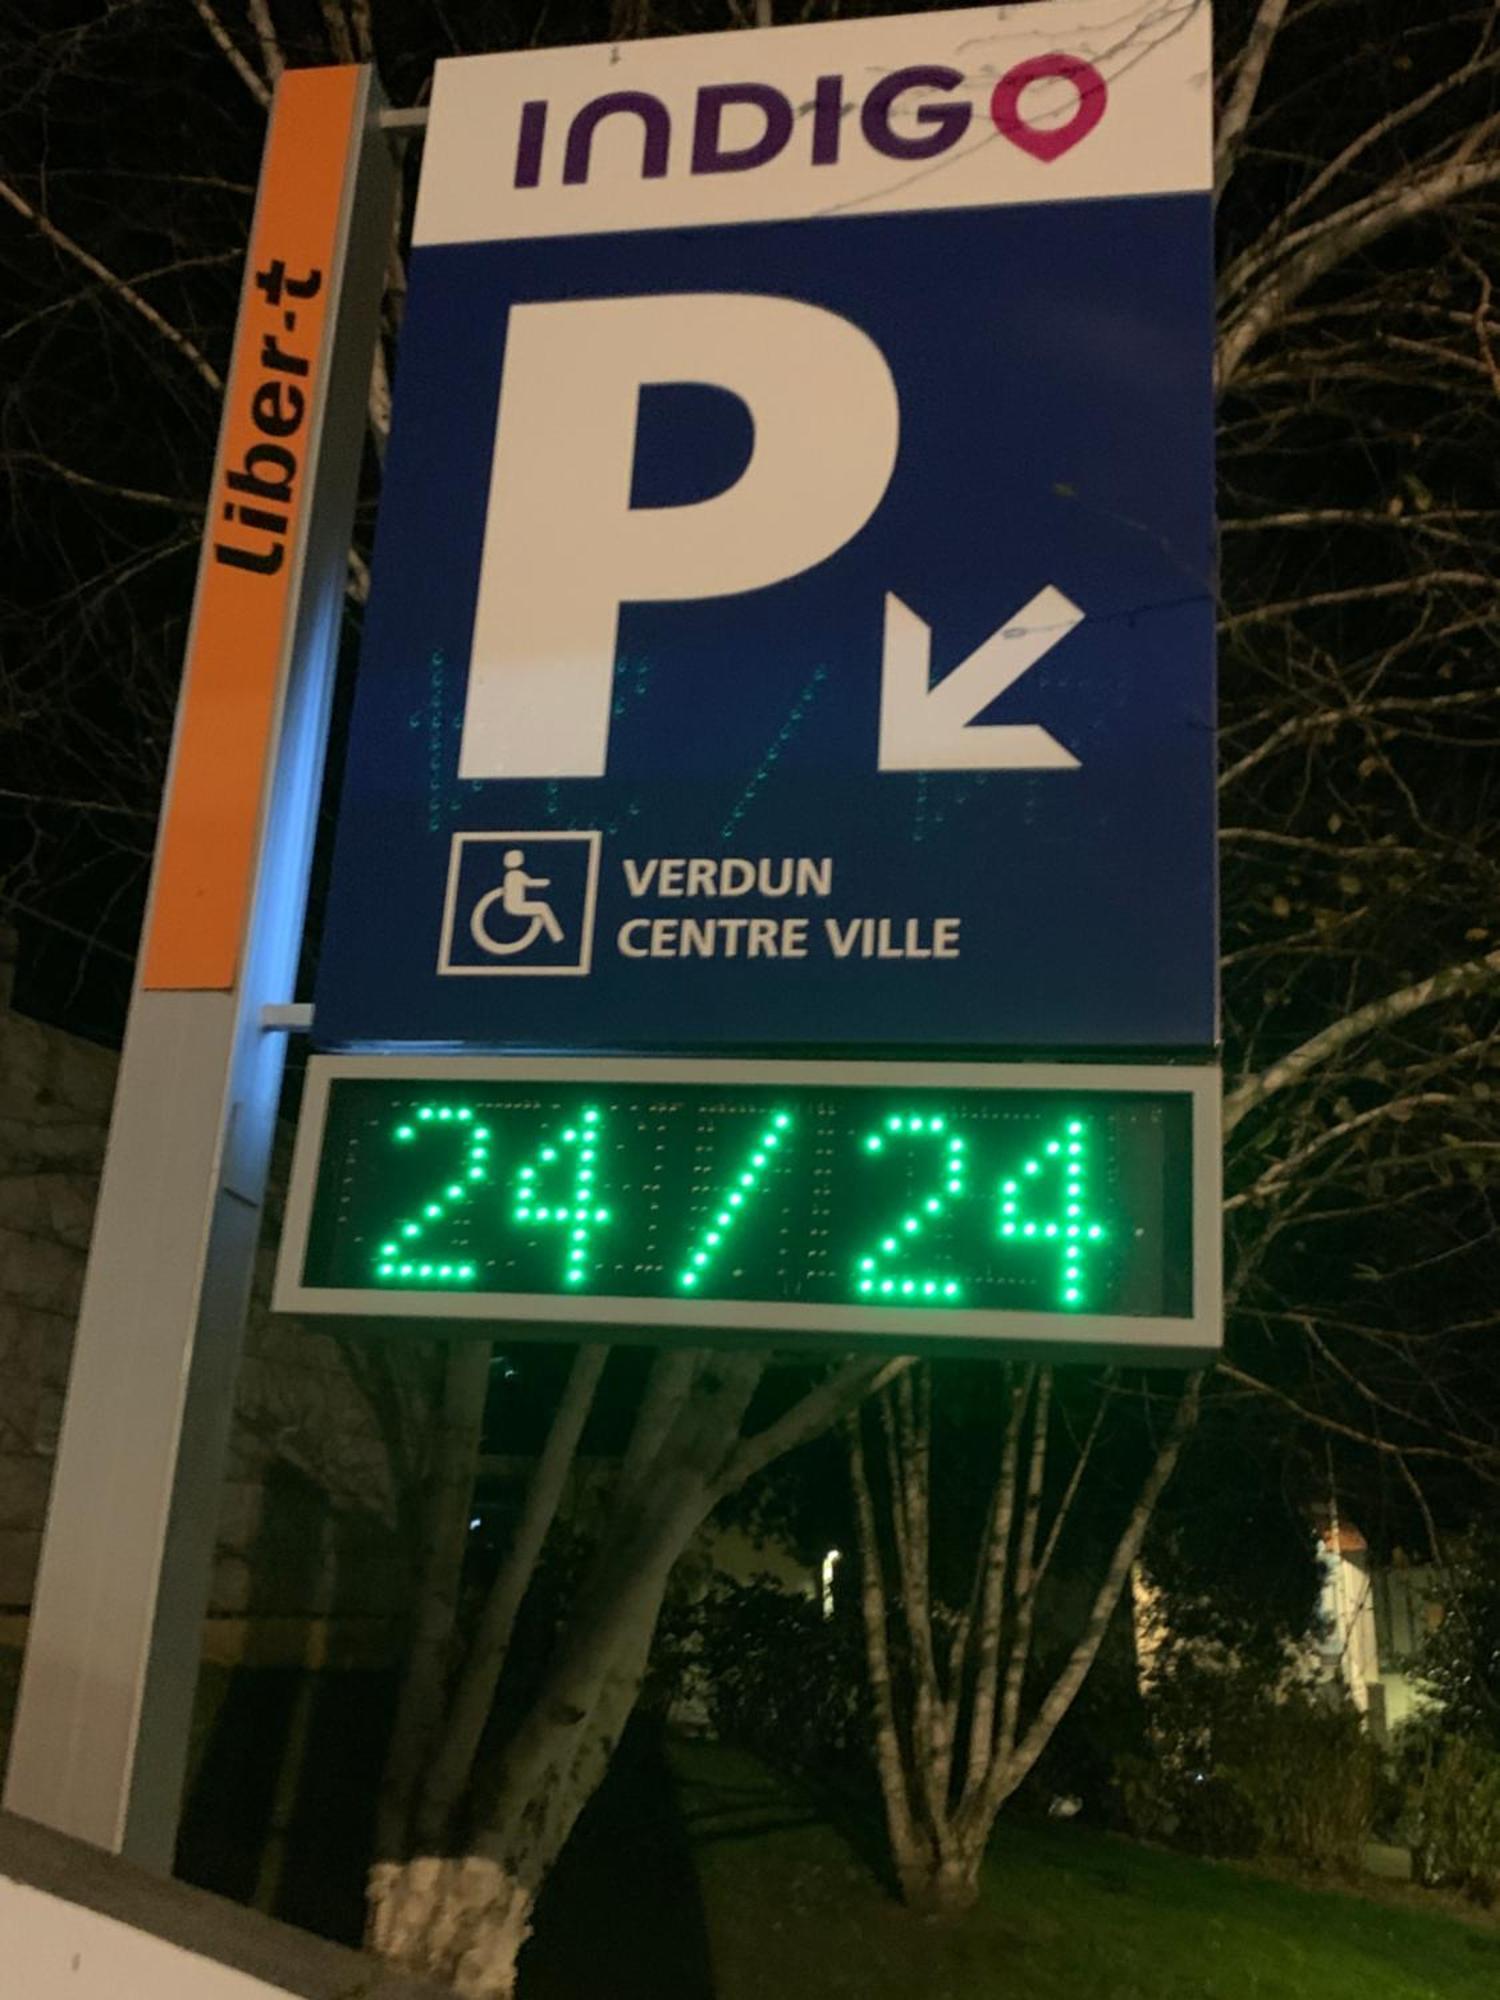 INDIGO
liber-t
P
VERDUN
CENTRE VILLE
24/24